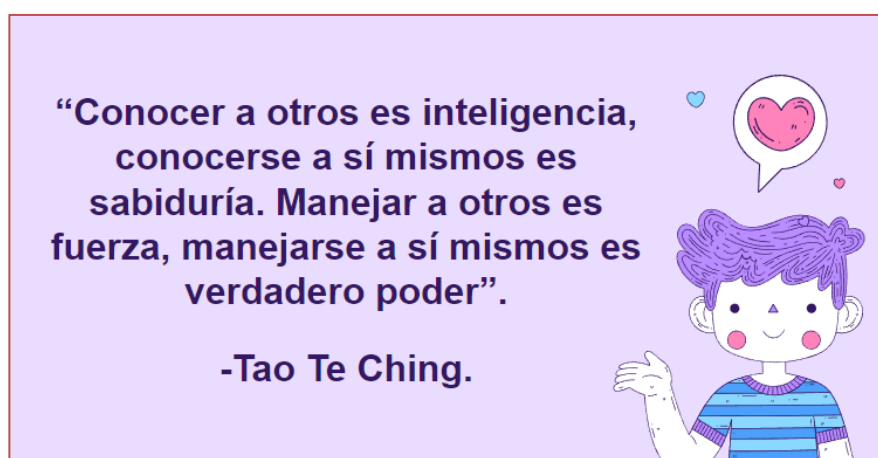 “Conocer a otros es inteligencia,
conocerse a sí mismos es
sabiduría. Manejar a otros es
fuerza, manejarse a sí mismos es
verdadero poder”.
-Tao Te Ching.